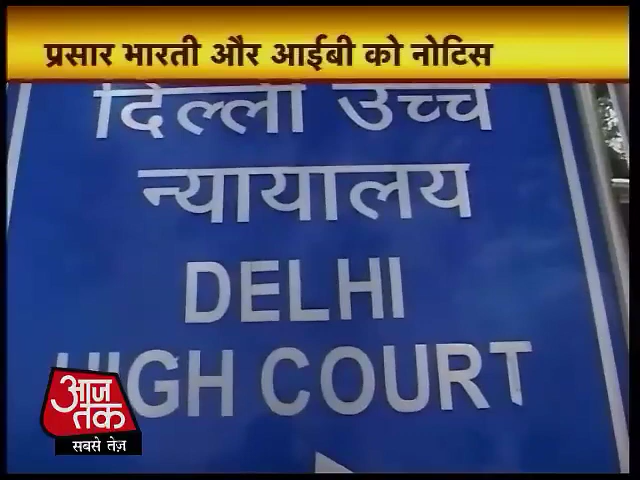 प्रसार भारती और आईबी को नोटिस
दिल्ली उच्च
न्यायालय
DELHI
HIGH COURT
आज
तक
सबसे तेज़